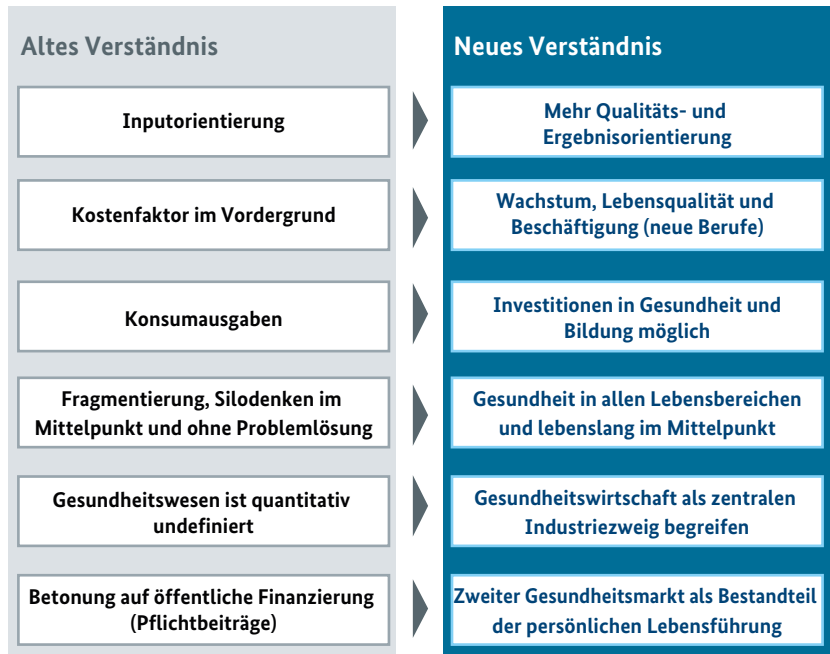 Altes Verständnis
Neues Verständnis
Inputorientierung
Mehr Qualitäts- und
Ergebnisorientierung
Kostenfaktor im Vordergrund
Wachstum, Lebensqualität und
Beschäftigung (neue Berufe)
Konsumausgaben
Investitionen in Gesundheit und
Bildung möglich
Fragmentierung, Silodenken im
Mittelpunkt und ohne Problemlösung
Gesundheit in allen Lebensbereichen
und lebenslang im Mittelpunkt
Gesundheitswesen ist quantitativ
undefiniert
Gesundheitswirtschaft als zentralen
Industriezweig begreifen
Betonung auf öffentliche Finanzierung
(Pflichtbeiträge)
Zweiter Gesundheitsmarkt als Bestandteil
der persönlichen Lebensführung